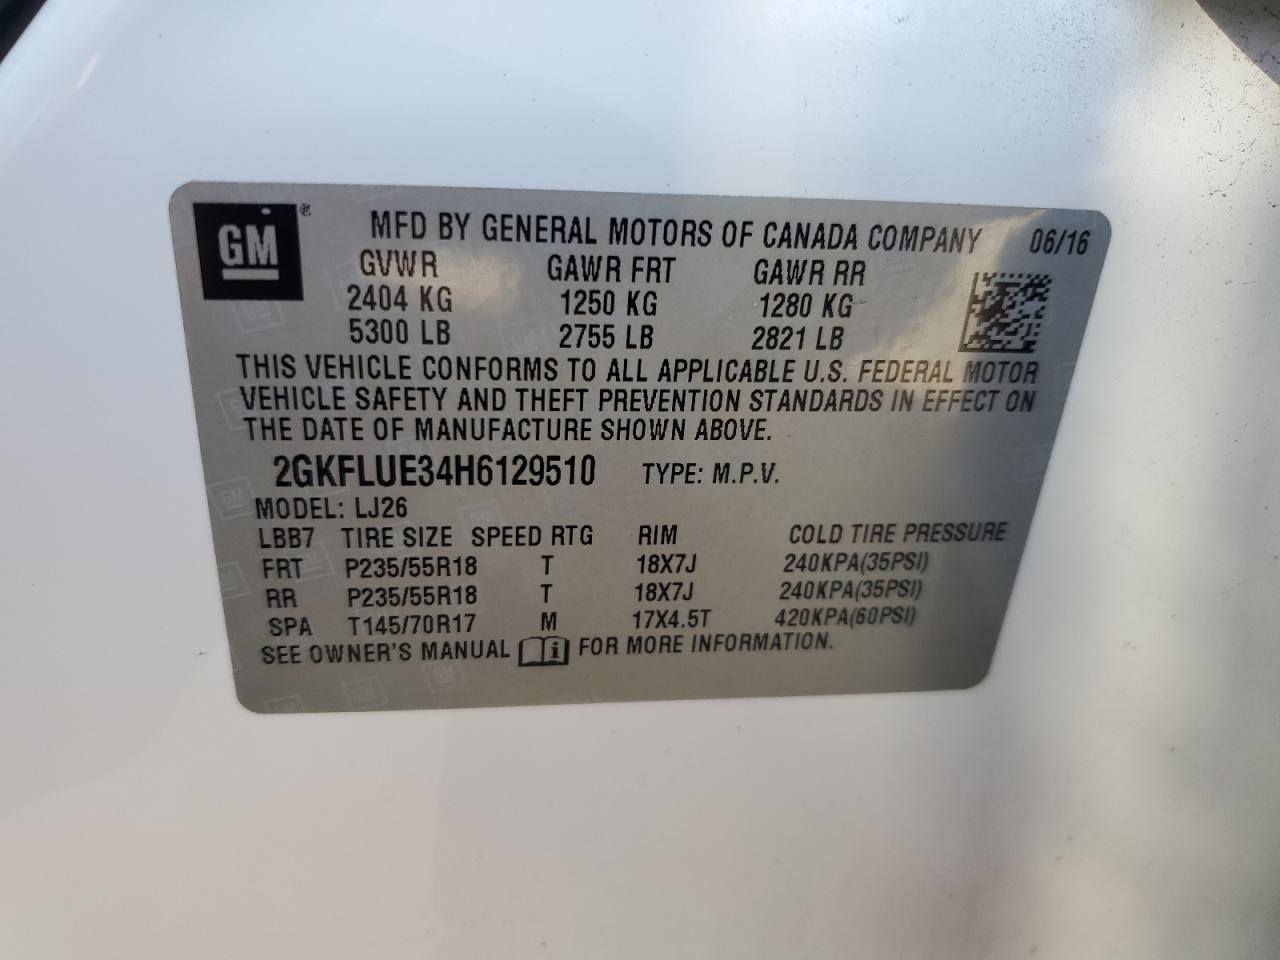 GM ® MFD BY GENERAL MOTORS OF CANADA COMPANY 06/16
GVWR GAWR FRT GAWR RR
2404 KG 1250 KG 1280 KG
5300 LB 2755 LB 2821 LB
THIS VEHICLE CONFORMS TO ALL APPLICABLE U.S. FEDERAL MOTOR
VEHICLE SAFETY AND THEFT PREVENTION STANDARDS IN EFFECT ON
THE DATE OF MANUFACTURE SHOWN ABOVE.
2GKFLUE34H6129510 TYPE: M.P.V.
MODEL: LJ26
LBB7 TIRE SIZE SPEED RTG RIM COLD TIRE PRESSURE
FRT P235/55R18 T 18X7J 240KPA(35PSI)
RR P235/55R18 T 18X7J 240KPA(35PSI)
SPA T145/70R17 M 17X4.5T 420KPA(60PSI)
SEE OWNER'S MANUAL i FOR MORE INFORMATION.